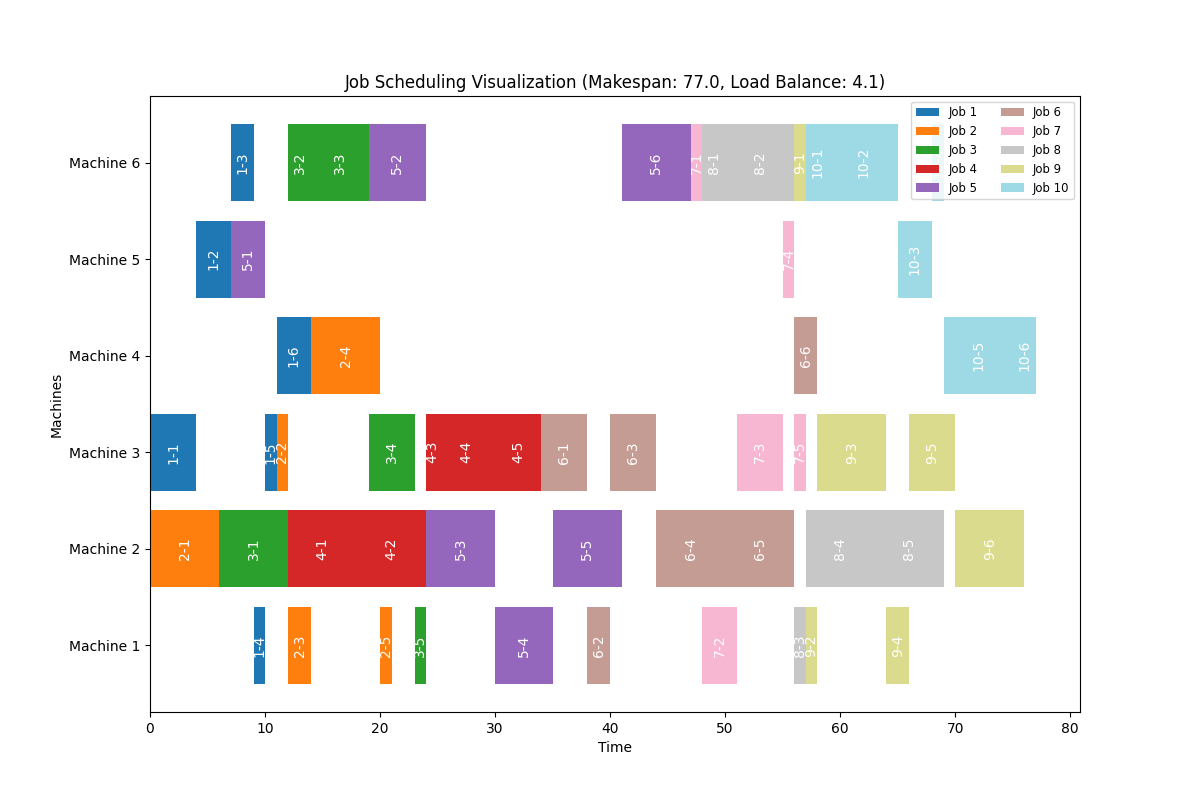 Job Scheduling Visualization (Makespan: 77.0, Load Balance: 4.1)
Job 1 Job 6
Job 2 Job 7
Job 3 Job 8
Job 4 Job 9
Job 5 Job 10
Machines
Machine 6 1-3 3-2 3-3 5-2 5-6 7-1 8-1 8-2 9-1 10-1 10-2
Machine 5 1-2 5-1 7-4 10-3
Machine 4 1-6 2-4 6-6 10-5 10-6
Machine 3 1-1 1-5 2-2 3-4 4-3 4-4 4-5 6-1 6-3 7-3 7-5 9-3 9-5
Machine 2 2-1 3-1 4-1 4-2 5-3 5-5 6-4 6-5 8-4 8-5 9-6
Machine 1 1-4 2-3 2-5 3-5 5-4 6-2 7-2 8-3 9-2 9-4
0 10 20 30 40 50 60 70 80
Time